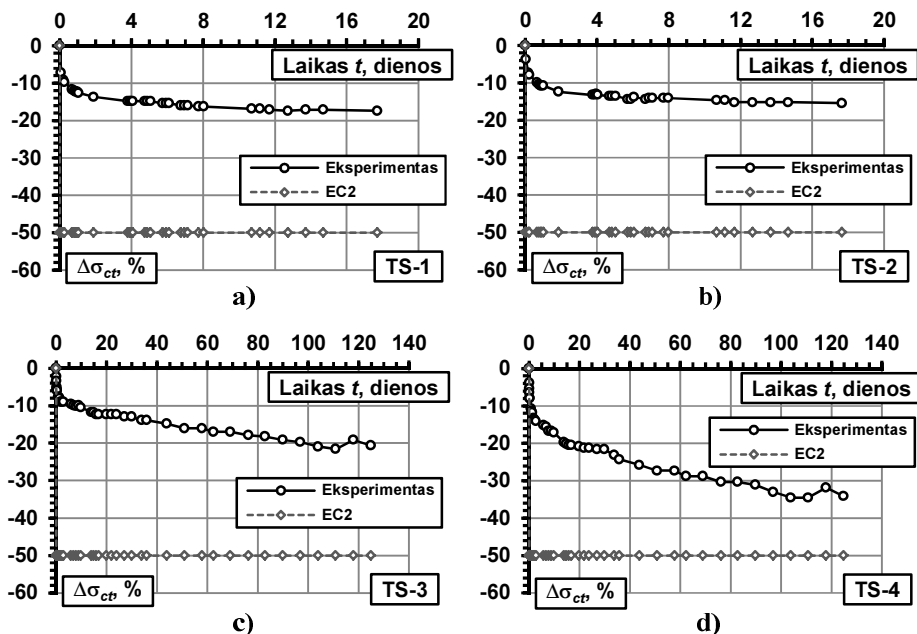 0 4 8 12 16 20
0
-10
-20
-30
-40
-50
-60
Laikas t, dienos
Eksperimentas
EC2
Δσct, %
TS-1
a)
0 4 8 12 16 20
0
-10
-20
-30
-40
-50
-60
Laikas t, dienos
Eksperimentas
EC2
Δσct, %
TS-2
b)
0 20 40 60 80 100 120 140
0
-10
-20
-30
-40
-50
-60
Laikas t, dienos
Eksperimentas
EC2
Δσct, %
TS-3
c)
0 20 40 60 80 100 120 140
0
-10
-20
-30
-40
-50
-60
Laikas t, dienos
Eksperimentas
EC2
Δσct, %
TS-4
d)